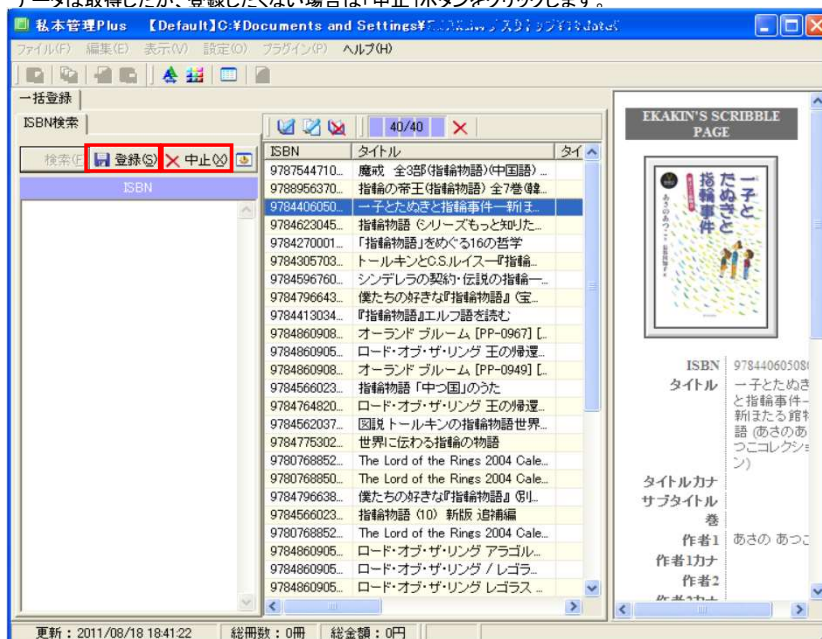 データは取得したが、登録したくない場合は「中止」ボタンをクリックします。
私本管理Plus 【Default】C:¥Documents and Settings¥
ファイル(F) 編集(E) 表示(V) 設定(O) プラグイン(P) ヘルプ(H)
一括登録
ISBN検索
40/40
検索(F) 登録(S) 中止(X)
ISBN
ISBN タイトル タイ
9787544710... 魔戒 全3部(指輪物語)(中国語) ...
9788956370... 指輪の帝王(指輪物語) 全7巻(韓...
9784406050... 一子とたぬきと指輪事件―新ほ...
9784623045... 指輪物語 (シリーズもっと知りた...
9784270001... 「指輪物語」をめぐる16の哲学
9784305703... トールキンとC.S.ルイス―『指輪...
9784596760... シンデレラの契約・伝説の指輪―...
9784796643... 僕たちの好きな『指輪物語』 (宝...
9784413034... 『指輪物語』エルフ語を読む
9784860908... オーランド ブルーム [PP-0967] [...
9784860905... ロード・オブ・ザ・リング 王の帰還...
9784860908... オーランド ブルーム [PP-0949] [...
9784566023... 指輪物語 「中つ国」のうた
9784764820... ロード・オブ・ザ・リング 王の帰還...
9784562037... 図説 トールキンの指輪物語世界...
9784775302... 世界に伝わる指輪の物語
9780768852... The Lord of the Rings 2004 Cale...
9780768850... The Lord of the Rings 2004 Cale...
9784796638... 僕たちの好きな『指輪物語』 (別...
9784566023... 指輪物語 (10) 新版 追補編
9780768852... The Lord of the Rings 2004 Cale...
9784860905... ロード・オブ・ザ・リング アラゴル...
9784860905... ロード・オブ・ザ・リング / レゴラ...
9784860905... ロード・オブ・ザ・リング レゴラス ...
EKAKIN'S SCRIBBLE
PAGE
一子と
たぬきと
指輪事件
あさのあつこ
ISBN 97844060508
タイトル 一子とたぬき
と指輪事件―
新ほたる館物
語 (あさのあ
つこコレクショ
ン)
タイトルカナ
サブタイトル
巻
作者1 あさの あつこ
作者1カナ
作者2
作者2カナ
更新:2011/08/18 18:41:22 総冊数:0冊 総金額:0円